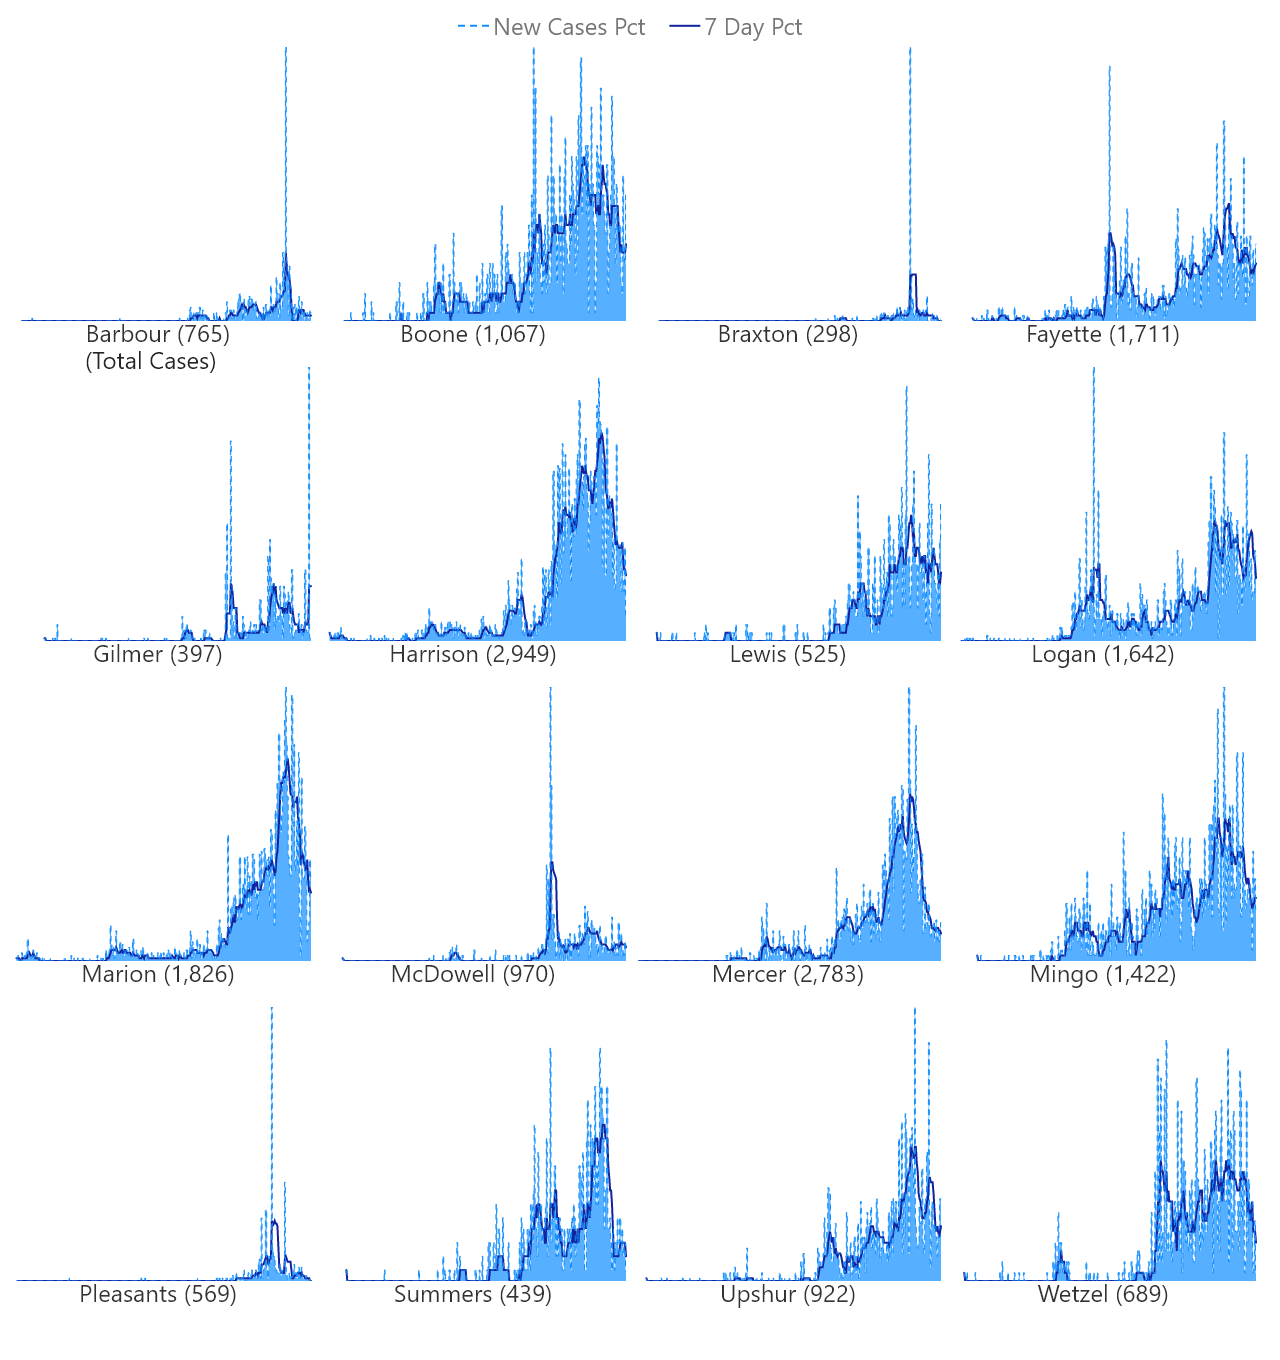 New Cases Pct 7 Day Pct
Barbour (765) Boone (1,067) Braxton (298) Fayette (1,711)
(Total Cases)
Gilmer (397) Harrison (2,949) Lewis (525) Logan (1,642)
Marion (1,826) McDowell (970) Mercer (2,783) Mingo (1,422)
Pleasants (569) Summers (439) Upshur (922) Wetzel (689)